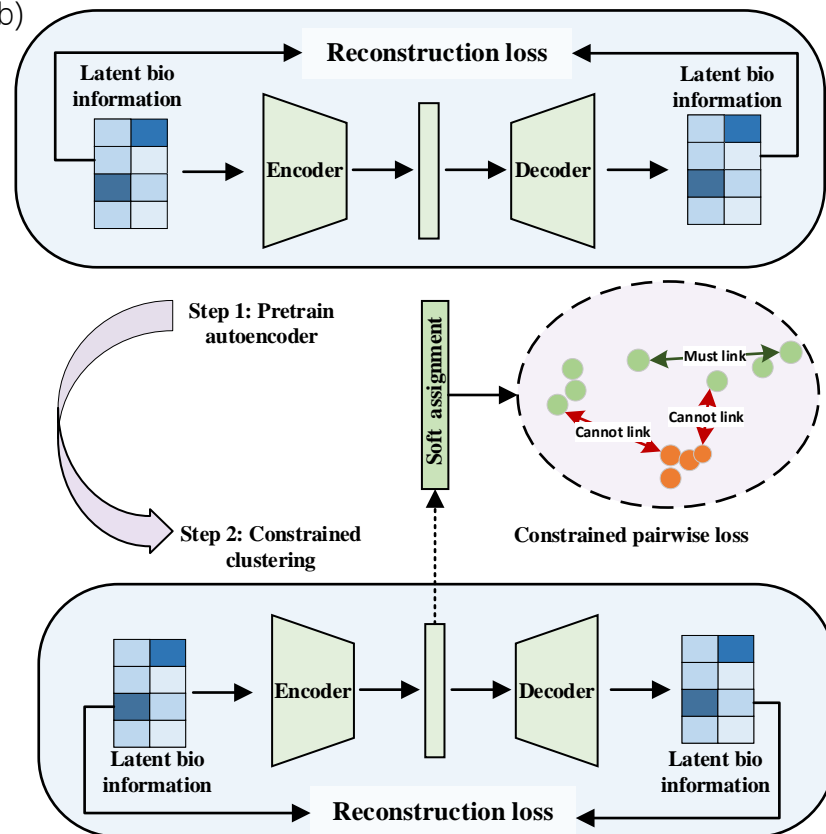 b)
Reconstruction loss
Latent bio
information
Latent bio
information
Encoder
Decoder
Step 1: Pretrain
autoencoder
Soft assignment
Must link
Cannot link
Cannot link
Step 2: Constrained
clustering
Constrained pairwise loss
Encoder
Decoder
Latent bio
information
Latent bio
information
Reconstruction loss